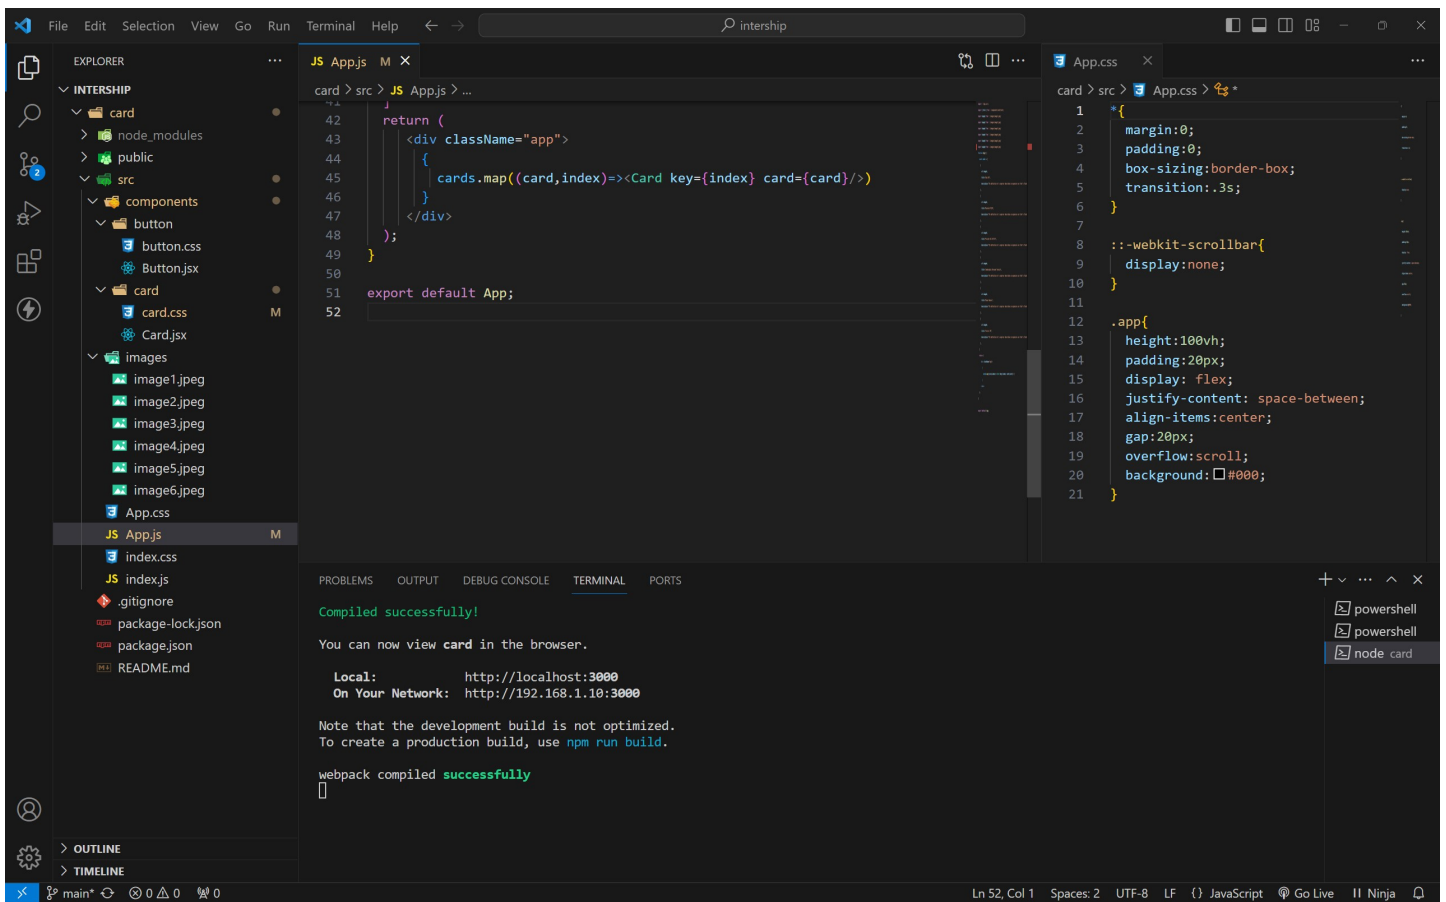 File Edit Selection View Go Run Terminal Help
intership
EXPLORER
INTERSHIP
card
node_modules
public
src
components
button
button.css
Button.jsx
card
card.css M
Card.jsx
images
image1.jpeg
image2.jpeg
image3.jpeg
image4.jpeg
image5.jpeg
image6.jpeg
App.css
JS App.js M
index.css
JS index.js
.gitignore
package-lock.json
package.json
README.md
OUTLINE
TIMELINE
JS App.js M
card > src > JS App.js > ...
41 ]
42 return (
43 <div className="app">
44 {
45 cards.map((card,index)=><Card key={index} card={card}/>)
46 }
47 </div>
48 );
49 }
50
51 export default App;
52
App.css
card > src > App.css > *
1 *{
2 margin:0;
3 padding:0;
4 box-sizing:border-box;
5 transition:.3s;
6 }
7
8 ::-webkit-scrollbar{
9 display:none;
10 }
11
12 .app{
13 height:100vh;
14 padding:20px;
15 display: flex;
16 justify-content: space-between;
17 align-items:center;
18 gap:20px;
19 overflow:scroll;
20 background:#000;
21 }
PROBLEMS OUTPUT DEBUG CONSOLE TERMINAL PORTS
Compiled successfully!
You can now view card in the browser.
Local: http://localhost:3000
On Your Network: http://192.168.1.10:3000
Note that the development build is not optimized.
To create a production build, use npm run build.
webpack compiled successfully
powershell
powershell
node card
2
main* 0 0 0
Ln 52, Col 1 Spaces: 2 UTF-8 LF {} JavaScript Go Live Ninja